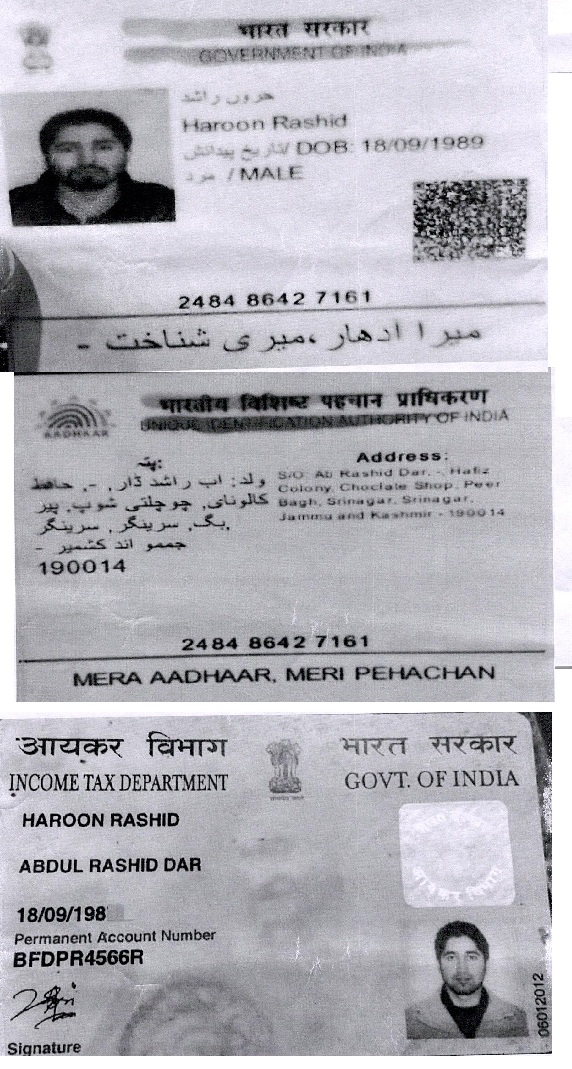 भारत सरकार
GOVERNMENT OF INDIA
حرون راشد
Haroon Rashid
تاریخ پیدائش/ DOB: 18/09/1989
مرد / MALE
2484 8642 7161
میرا ادھار ،میری شناخت -
भारतीय विशिष्ट पहचान प्राधिकरण
UNIQUE IDENTIFICATION AUTHORITY OF INDIA
AADHAAR
پتہ:
ولد: اب راشد ڈار, -, حافظ
کالونای, چوچلتی شوپ, پیر
بگ, سرینگر, سرینگر,
جممو اند کشمیر -
190014
Address:
S/O: Ab Rashid Dar, -, Hafiz
Colony, Choclate Shop, Peer
Bagh, Srinagar, Srinagar,
Jammu and Kashmir - 190014
2484 8642 7161
MERA AADHAAR, MERI PEHACHAN
आयकर विभाग
INCOME TAX DEPARTMENT
भारत सरकार
GOVT. OF INDIA
HAROON RASHID
ABDUL RASHID DAR
18/09/198
Permanent Account Number
BFDPR4566R
Signature
06012012